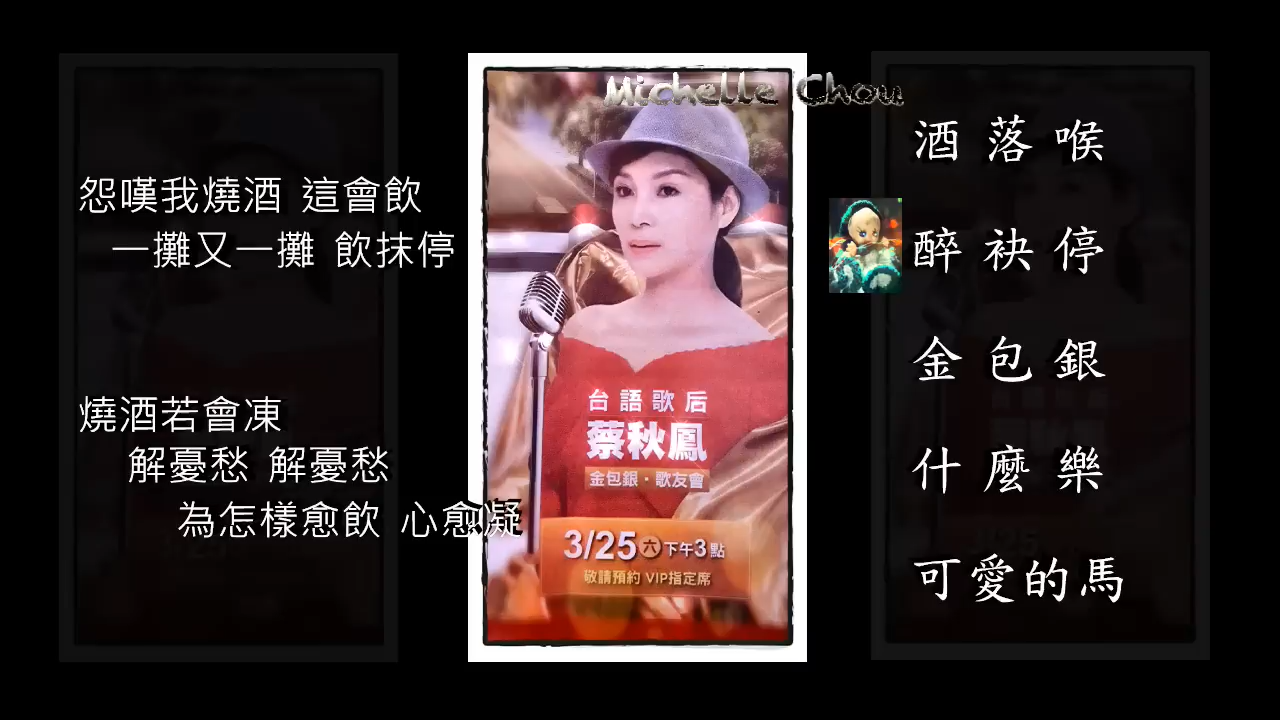 Michelle Chou
怨嘆我燒酒 這會飲
一攤又一攤 飲抹停
燒酒若會凍
解憂愁 解憂愁
為怎樣愈飲 心愈凝
台語歌后
蔡秋鳳
金包銀·歌友會
3/25㊅下午3點
敬請預約 VIP指定席
酒落喉
醉袂停
金包銀
什麼樂
可愛的馬